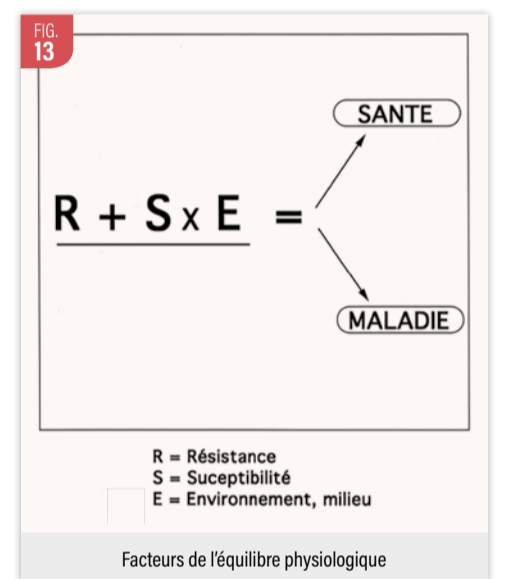 FIG.
13
SANTE
R + S x E =
MALADIE
R = Résistance
S = Suceptibilité
E = Environnement, milieu
Facteurs de l'équilibre physiologique